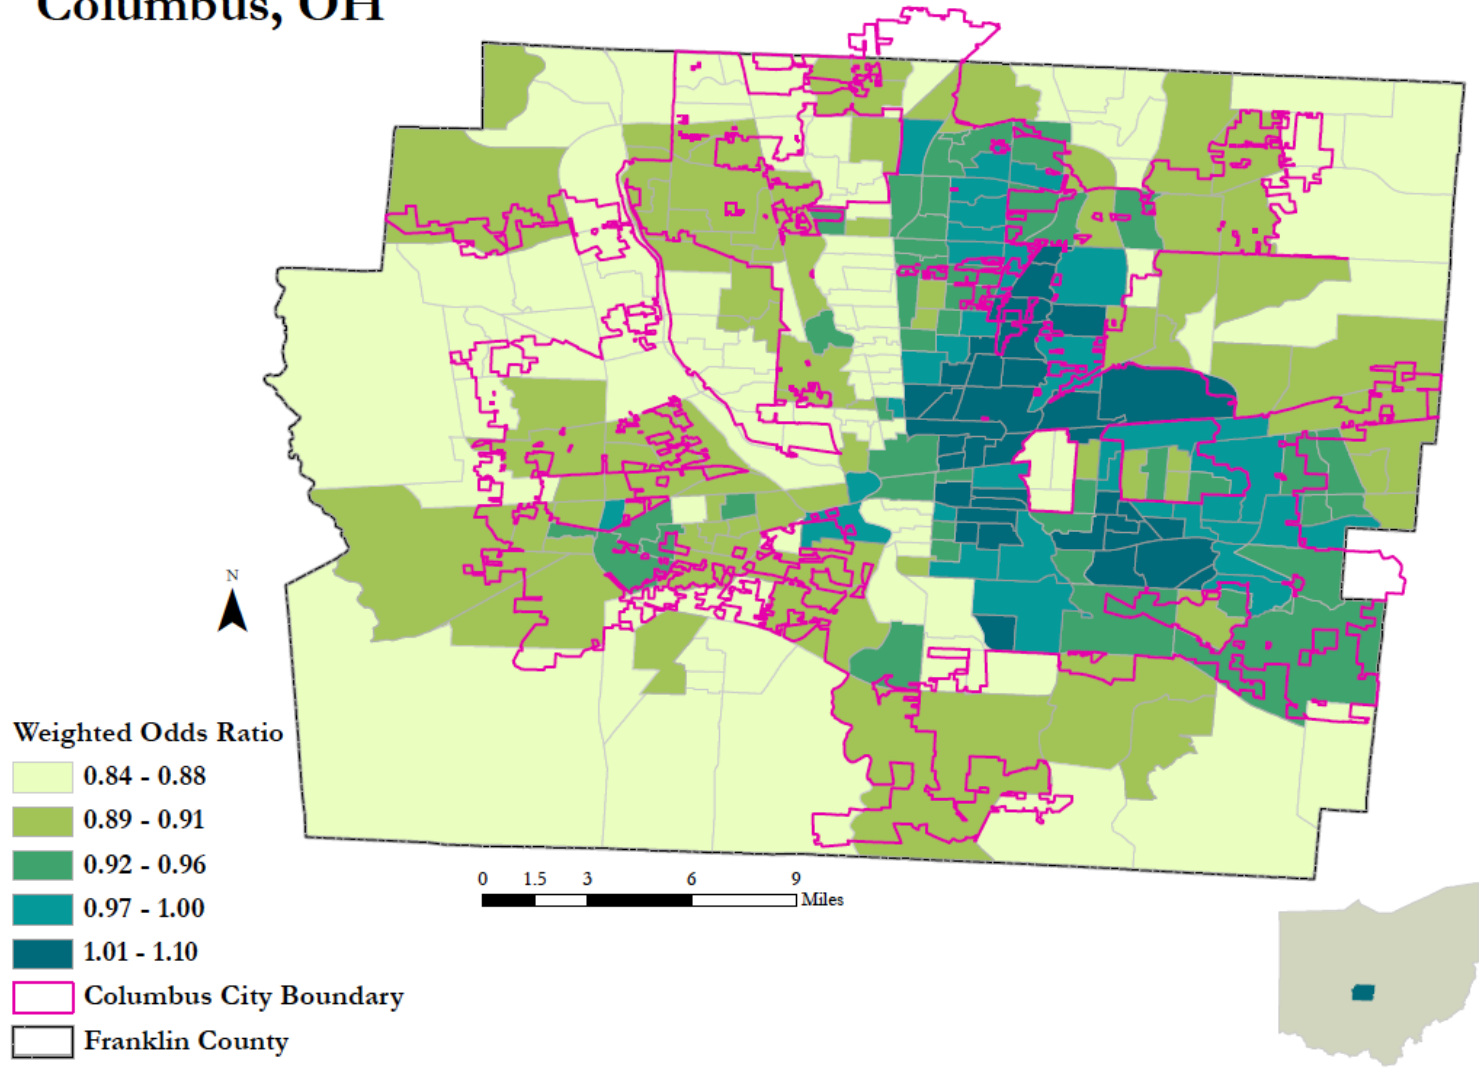 Columbus, OH
N
Weighted Odds Ratio
0.84 - 0.88
0.89 - 0.91
0.92 - 0.96
0.97 - 1.00
1.01 - 1.10
Columbus City Boundary
Franklin County
0 1.5 3 6 9
Miles